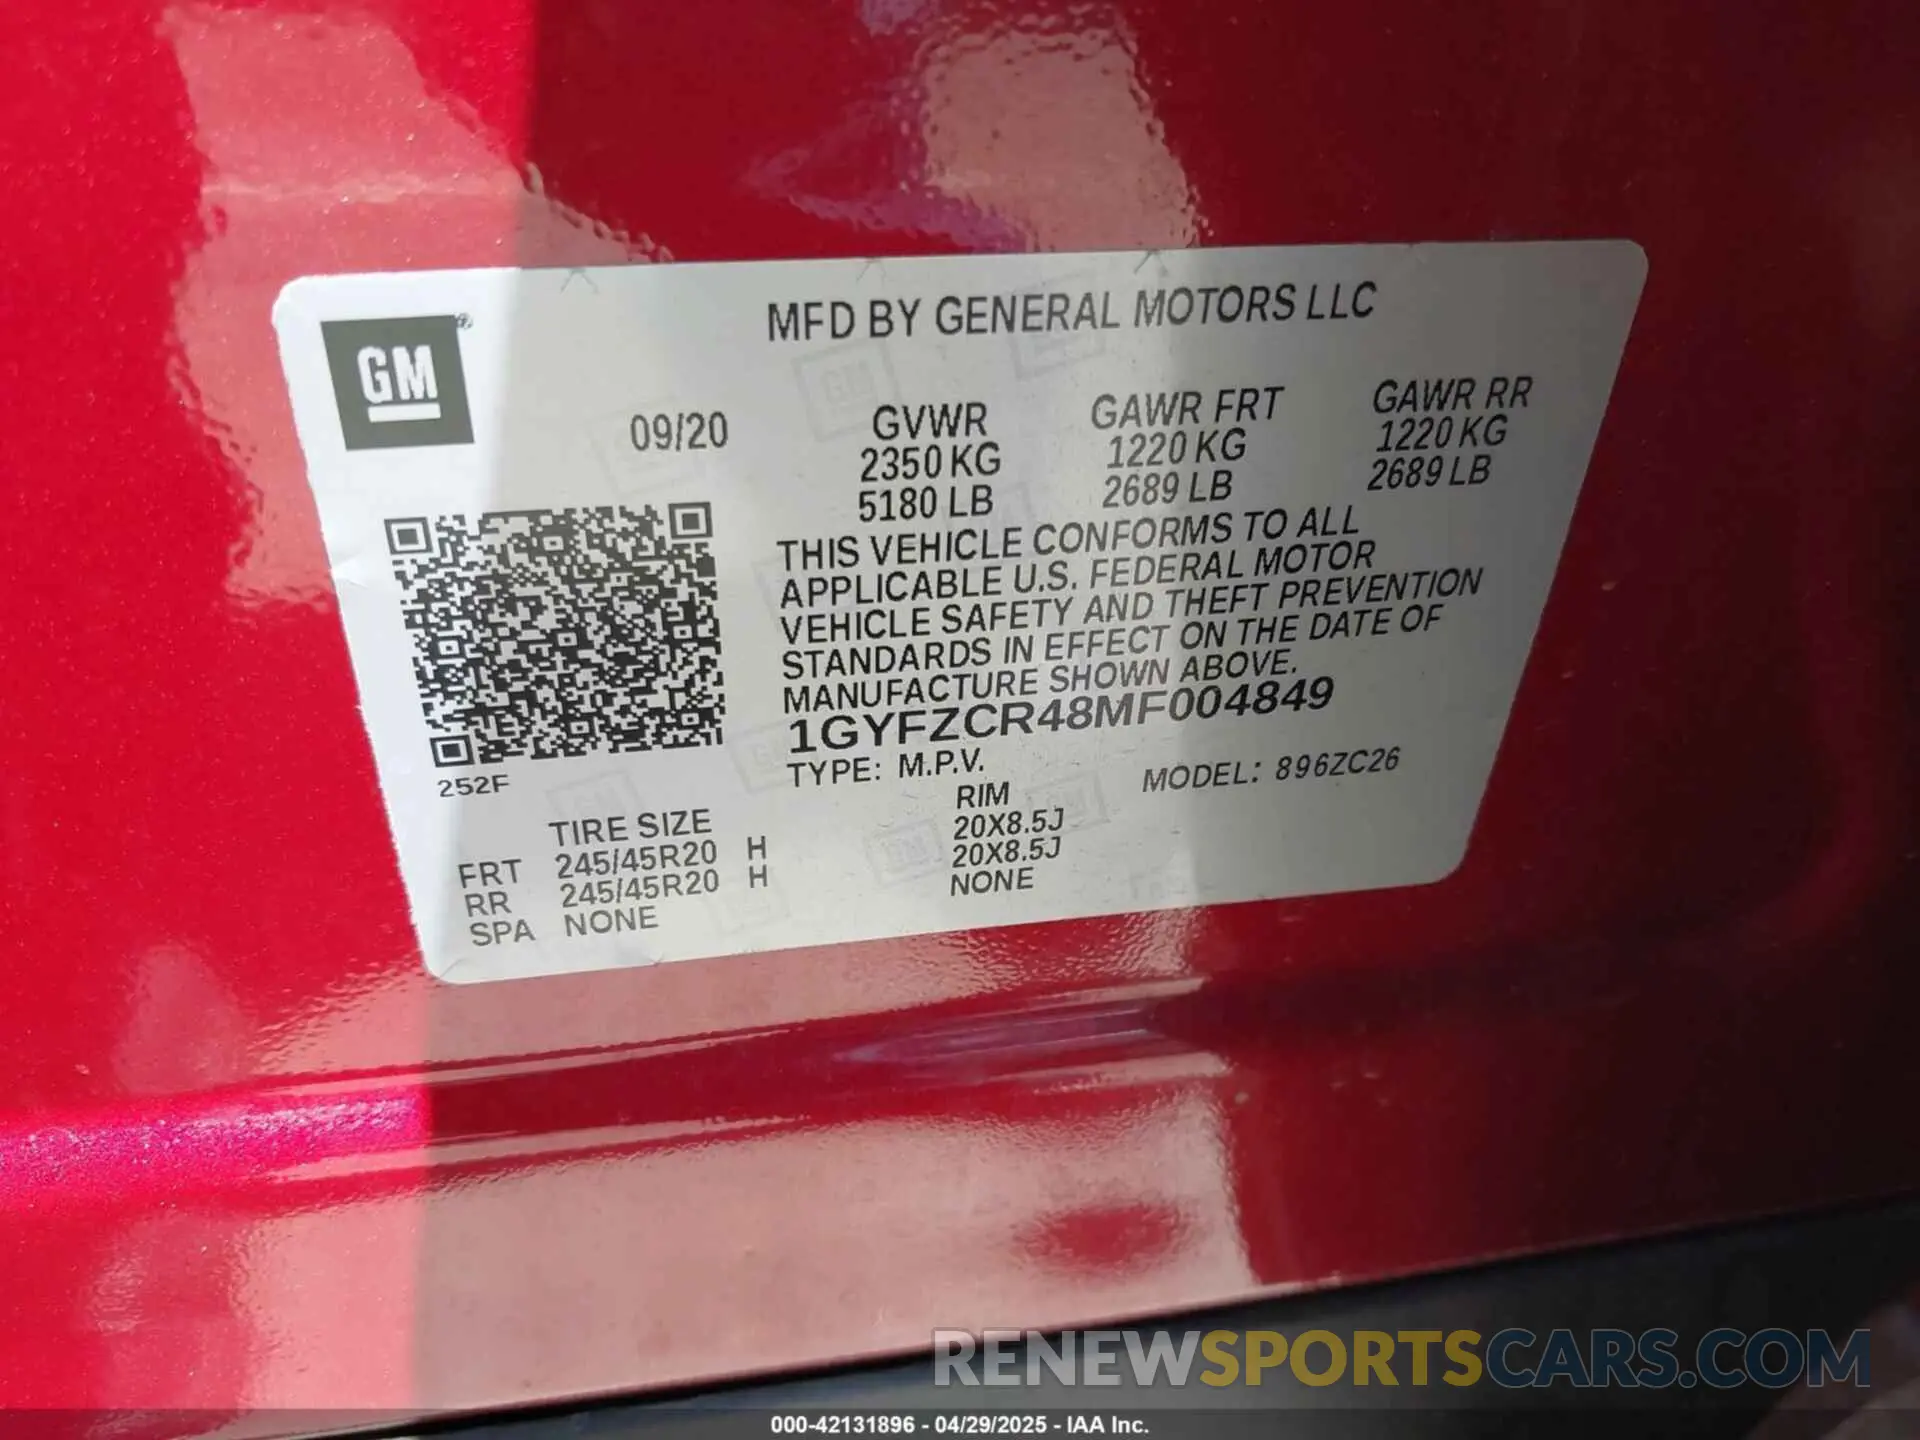 MFD BY GENERAL MOTORS LLC
GM®
09/20
GVWR GAWR FRT GAWR RR
2350 KG 1220 KG 1220 KG
5180 LB 2689 LB 2689 LB
THIS VEHICLE CONFORMS TO ALL
APPLICABLE U.S. FEDERAL MOTOR
VEHICLE SAFETY AND THEFT PREVENTION
STANDARDS IN EFFECT ON THE DATE OF
MANUFACTURE SHOWN ABOVE.
1GYFZCR48MF004849
TYPE: M.P.V. MODEL: 896ZC26
252F
TIRE SIZE RIM
FRT 245/45R20 H 20X8.5J
RR 245/45R20 H 20X8.5J
SPA NONE NONE
RENEWSPORTSCARS.COM
000-42131896 - 04/29/2025 - IAA Inc.